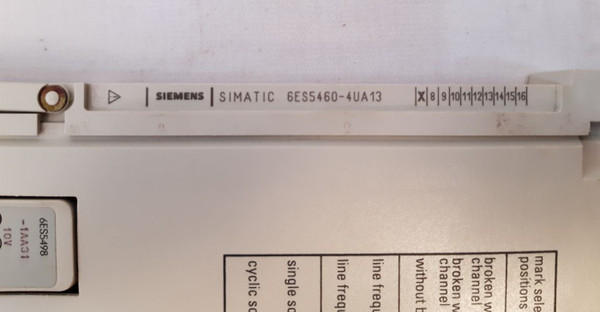 SIEMENS SIMATIC 6ES5460-4UA13 X 8 9 10 11 12 13 14 15 16
6ES5498
-1AA31
10V
mark sele
positions
broken w
channel
broken w
channel
without b
line frequ
line frequ
single sc
cyclic sc